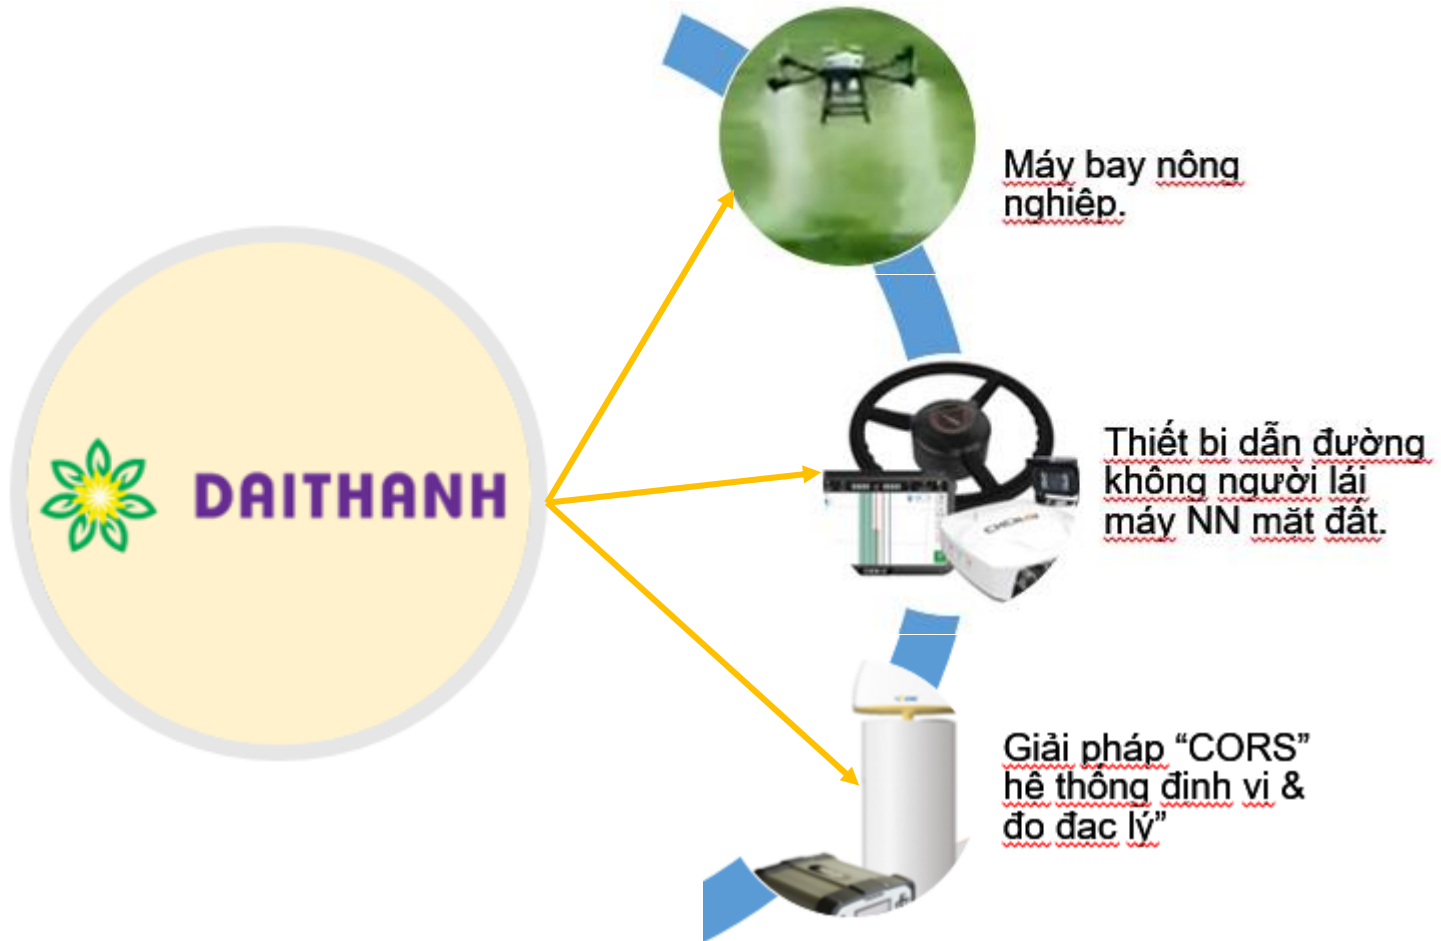 Máy bay nông
nghiệp.
DAITHANH
Thiết bị dẫn đường
không người lái
máy NN mặt đất.
Giải pháp “CORS”
hệ thống định vị &
đo đạc lý”